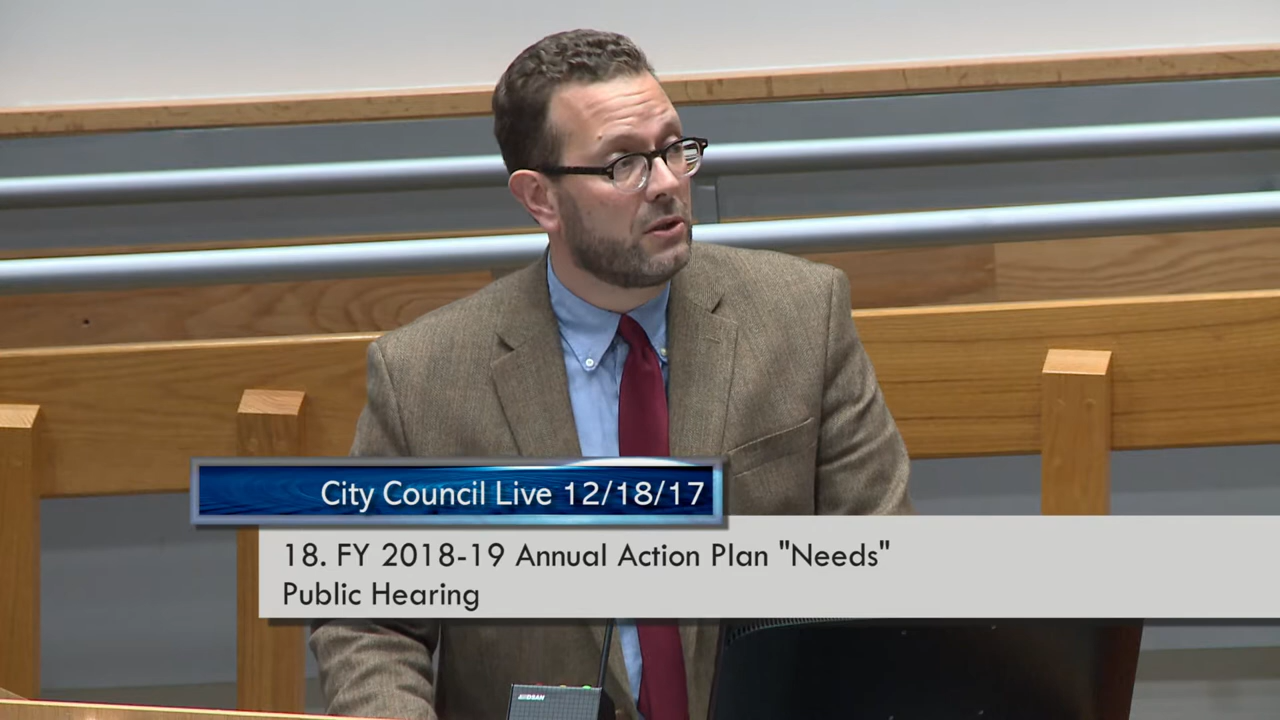 City Council Live 12/18/17
18. FY 2018-19 Annual Action Plan "Needs"
Public Hearing